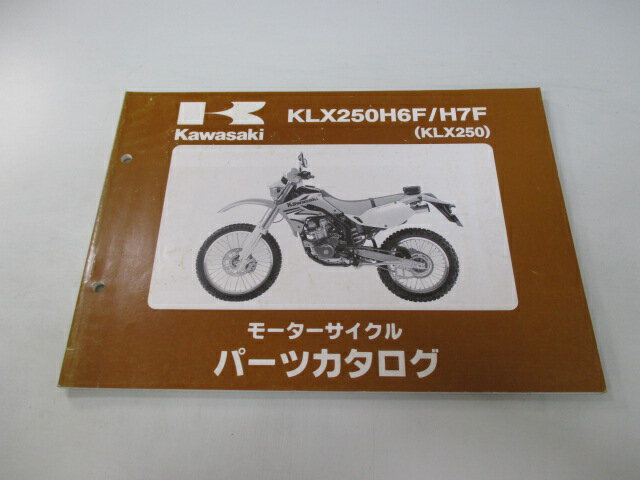 Kawasaki
KLX250H6F/H7F
(KLX250)
Kawasaki
モーターサイクル
パーツカタログ